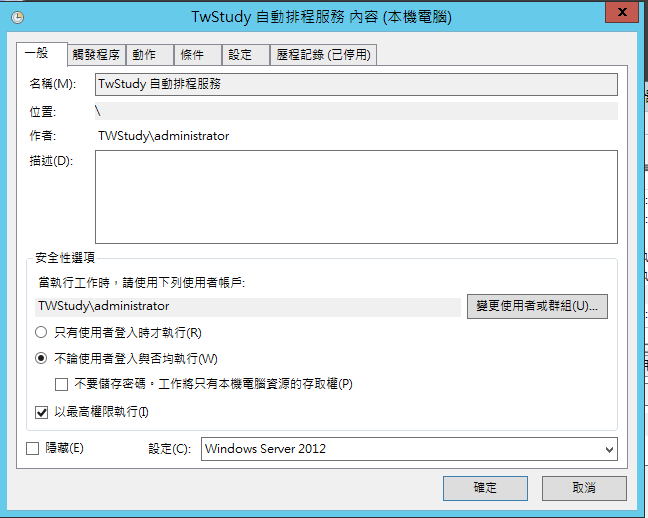 TwStudy 自動排程服務 內容 (本機電腦)
x
一般 觸發程序 動作 條件 設定 歷程記錄 (已停用)
名稱(M): TwStudy 自動排程服務
位置: \
作者: TWStudy\administrator
描述(D):
安全性選項
當執行工作時，請使用下列使用者帳戶:
TWStudy\administrator 變更使用者或群組(U)...
只有使用者登入時才執行(R)
不論使用者登入與否均執行(W)
不要儲存密碼。工作將只有本機電腦資源的存取權(P)
以最高權限執行(I)
隱藏(E) 設定(C): Windows Server 2012
確定 取消